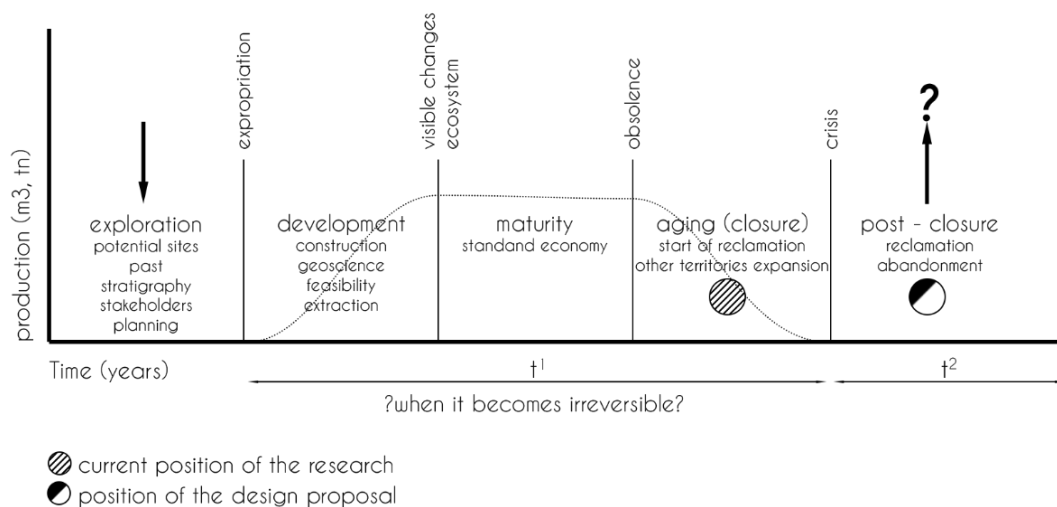 production (m3, tn)
expropriation
visible changes
ecosystem
obsolence
crisis
?
exploration
potential sites
past
stratigraphy
stakeholders
planning
development
construction
geoscience
feasibility
extraction
maturity
standand economy
aging (closure)
start of reclamation
other territories expansion
post - closure
reclamation
abandonment
Time (years)
t¹
t²
?when it becomes irreversible?
current position of the research
position of the design proposal